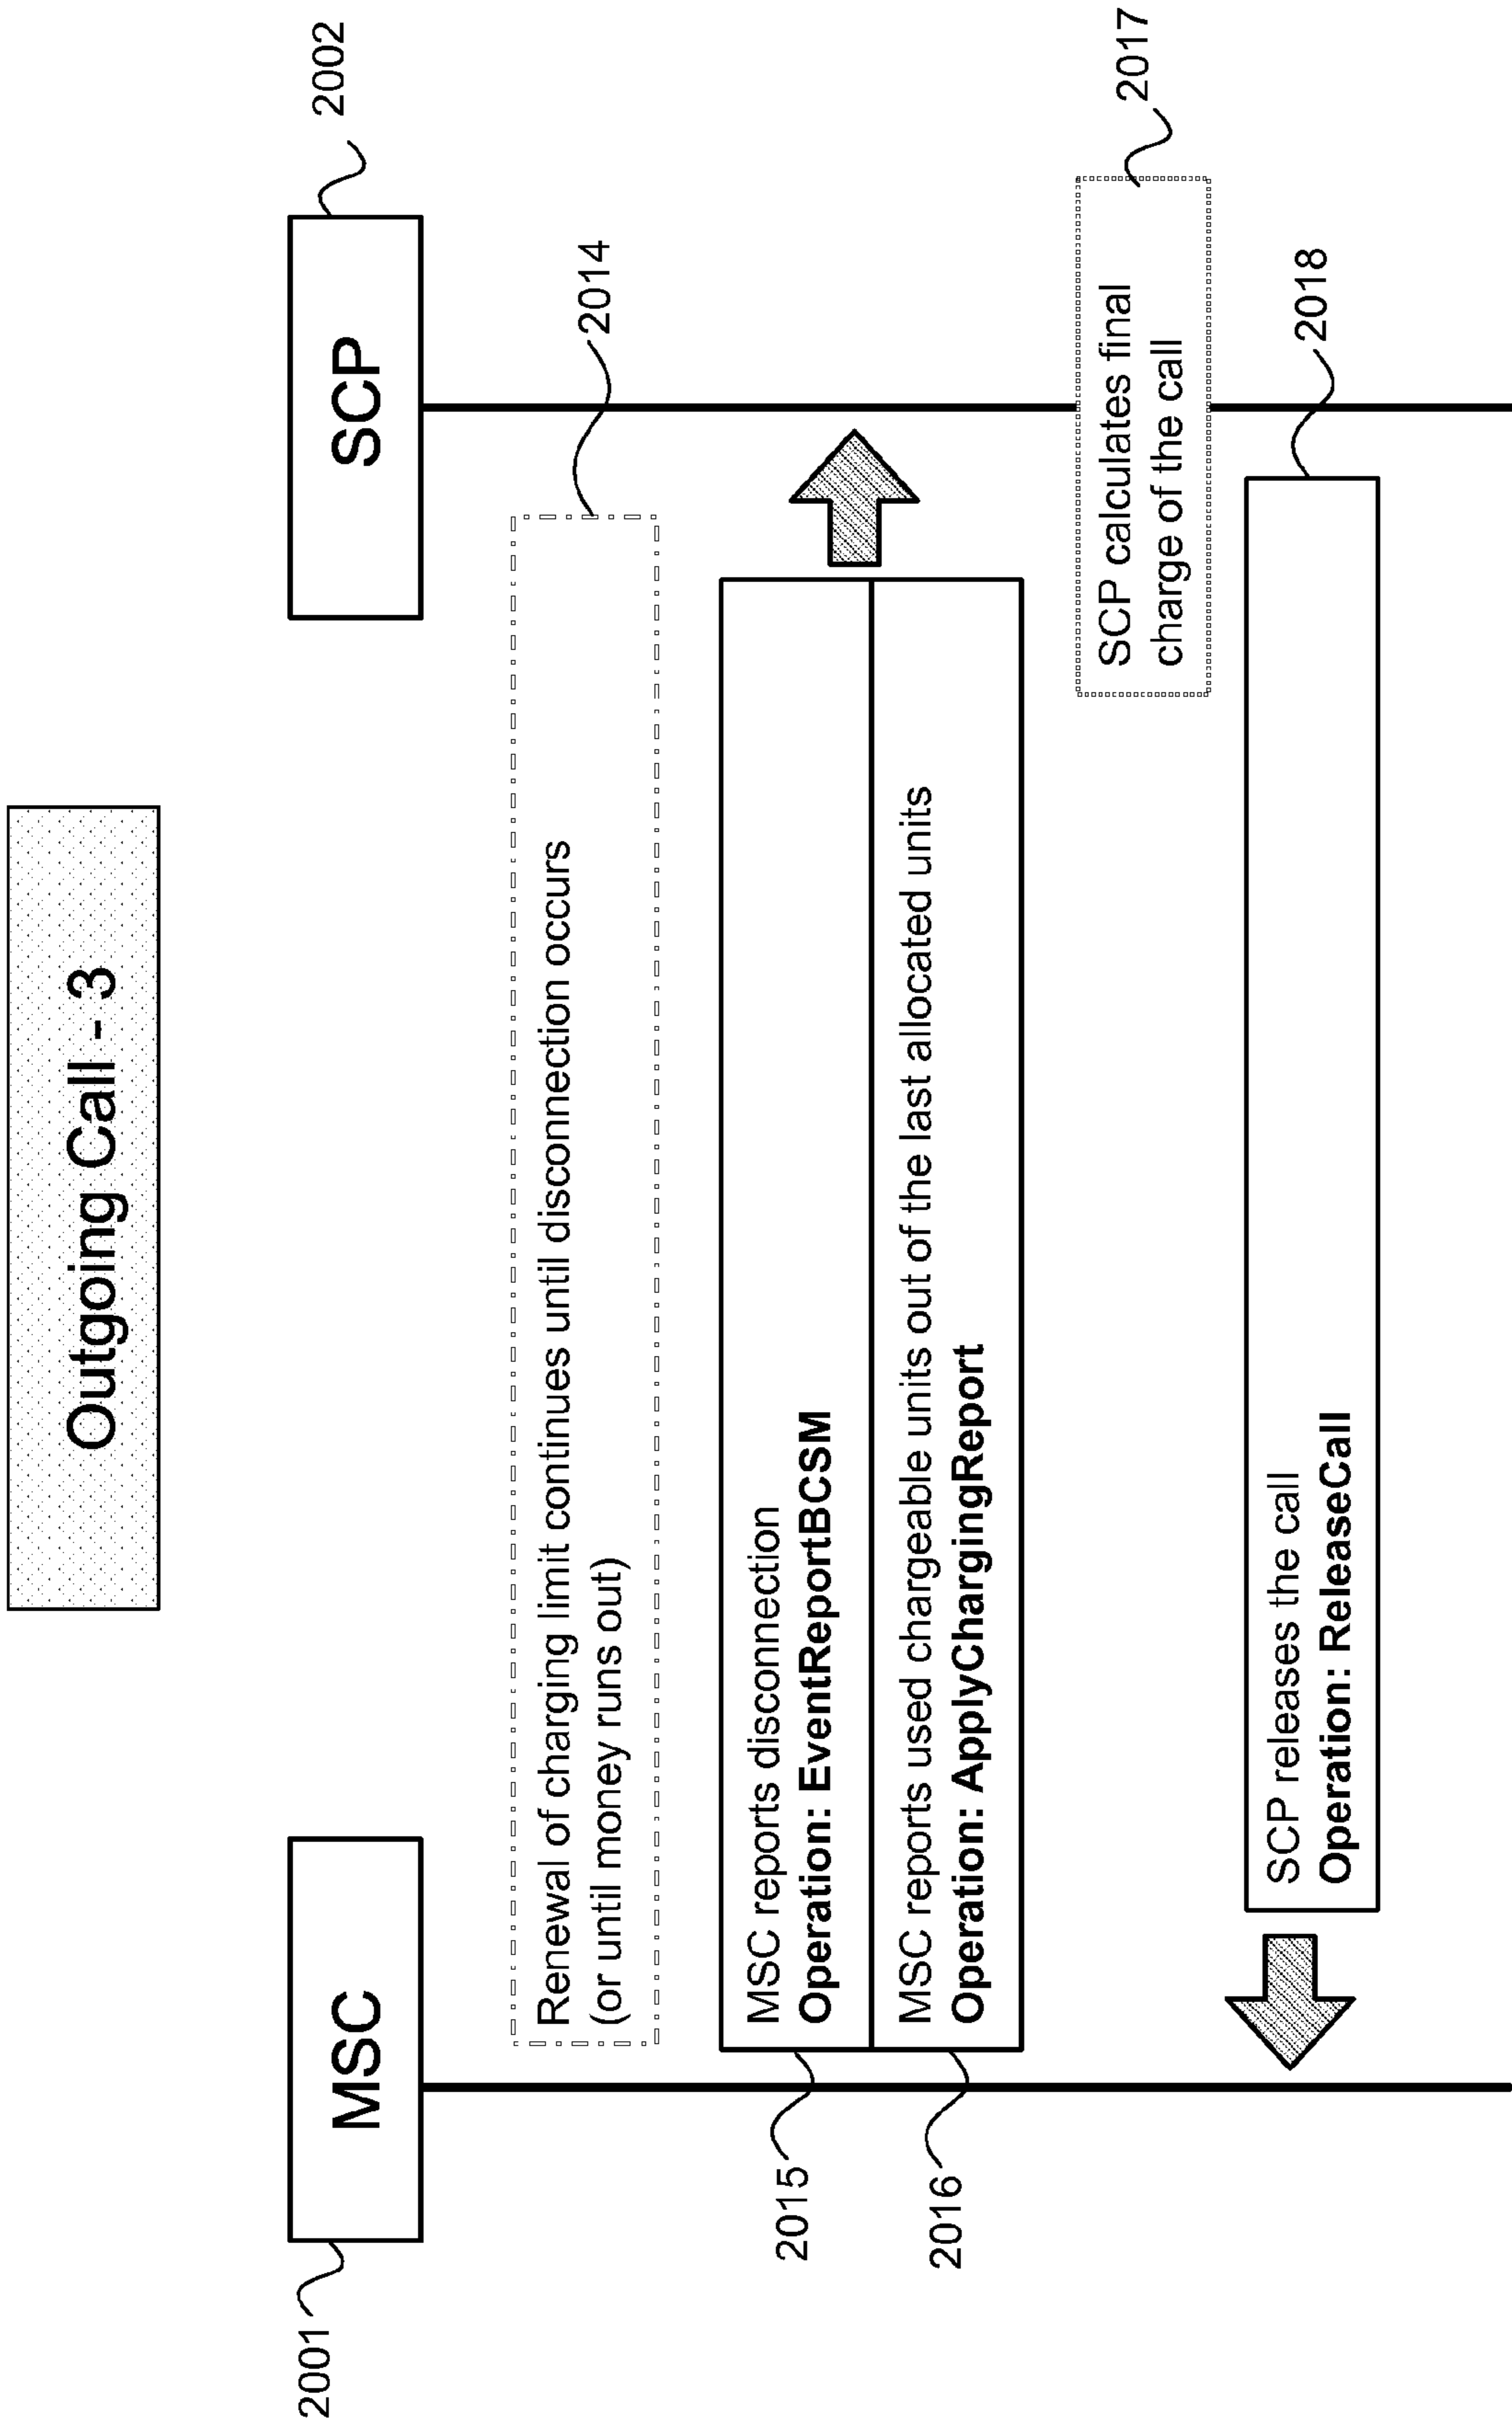 Outgoing Call - 3
2001
MSC
SCP
2002
Renewal of charging limit continues until disconnection occurs
(or until money runs out)
2014
2015
MSC reports disconnection
Operation: EventReportBCSM
2016
MSC reports used chargeable units out of the last allocated units
Operation: ApplyChargingReport
SCP calculates final
charge of the call
2017
SCP releases the call
Operation: ReleaseCall
2018